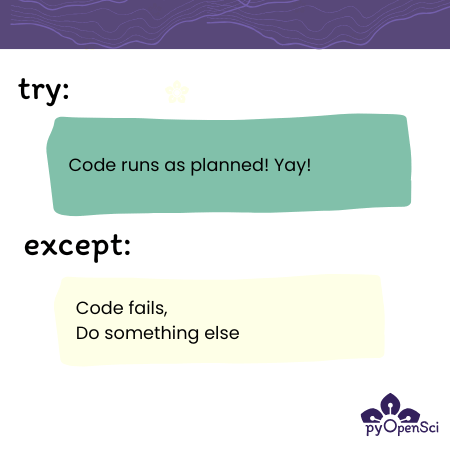 try:
Code runs as planned! Yay!
except:
Code fails,
Do something else
pyOpenSci